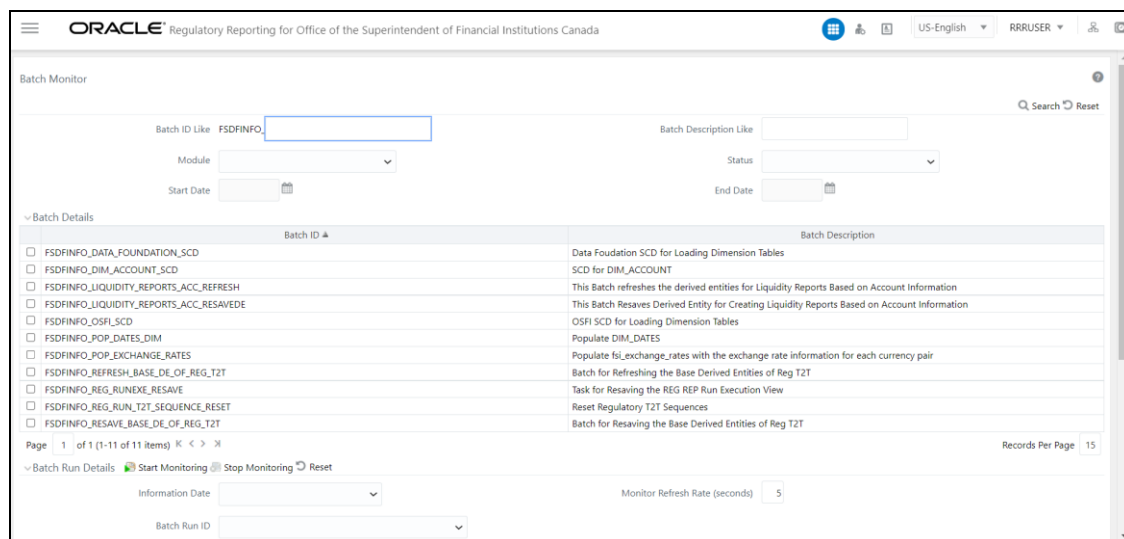 ORACLE Regulatory Reporting for Office of the Superintendent of Financial Institutions Canada US-English RRRUSER
Batch Monitor
Search Reset
Batch ID Like FSDFINFO_ Batch Description Like
Module Status
Start Date End Date
Batch Details
Batch ID Batch Description
FSDFINFO_DATA_FOUNDATION_SCD Data Foudation SCD for Loading Dimension Tables
FSDFINFO_DIM_ACCOUNT_SCD SCD for DIM_ACCOUNT
FSDFINFO_LIQUIDITY_REPORTS_ACC_REFRESH This Batch refreshes the derived entities for Liquidity Reports Based on Account Information
FSDFINFO_LIQUIDITY_REPORTS_ACC_RESAVEDE This Batch Resaves Derived Entity for Creating Liquidity Reports Based on Account Information
FSDFINFO_OSFI_SCD OSFI SCD for Loading Dimension Tables
FSDFINFO_POP_DATES_DIM Populate DIM_DATES
FSDFINFO_POP_EXCHANGE_RATES Populate fsi_exchange_rates with the exchange rate information for each currency pair
FSDFINFO_REFRESH_BASE_DE_OF_REG_T2T Batch for Refreshing the Base Derived Entities of Reg T2T
FSDFINFO_REG_RUNEXE_RESAVE Task for Resaving the REG REP Run Execution View
FSDFINFO_REG_RUN_T2T_SEQUENCE_RESET Reset Regulatory T2T Sequences
FSDFINFO_RESAVE_BASE_DE_OF_REG_T2T Batch for Resaving the Base Derived Entities of Reg T2T
Page 1 of 1 (1-11 of 11 items) Records Per Page 15
Batch Run Details Start Monitoring Stop Monitoring Reset
Information Date Monitor Refresh Rate (seconds) 5
Batch Run ID